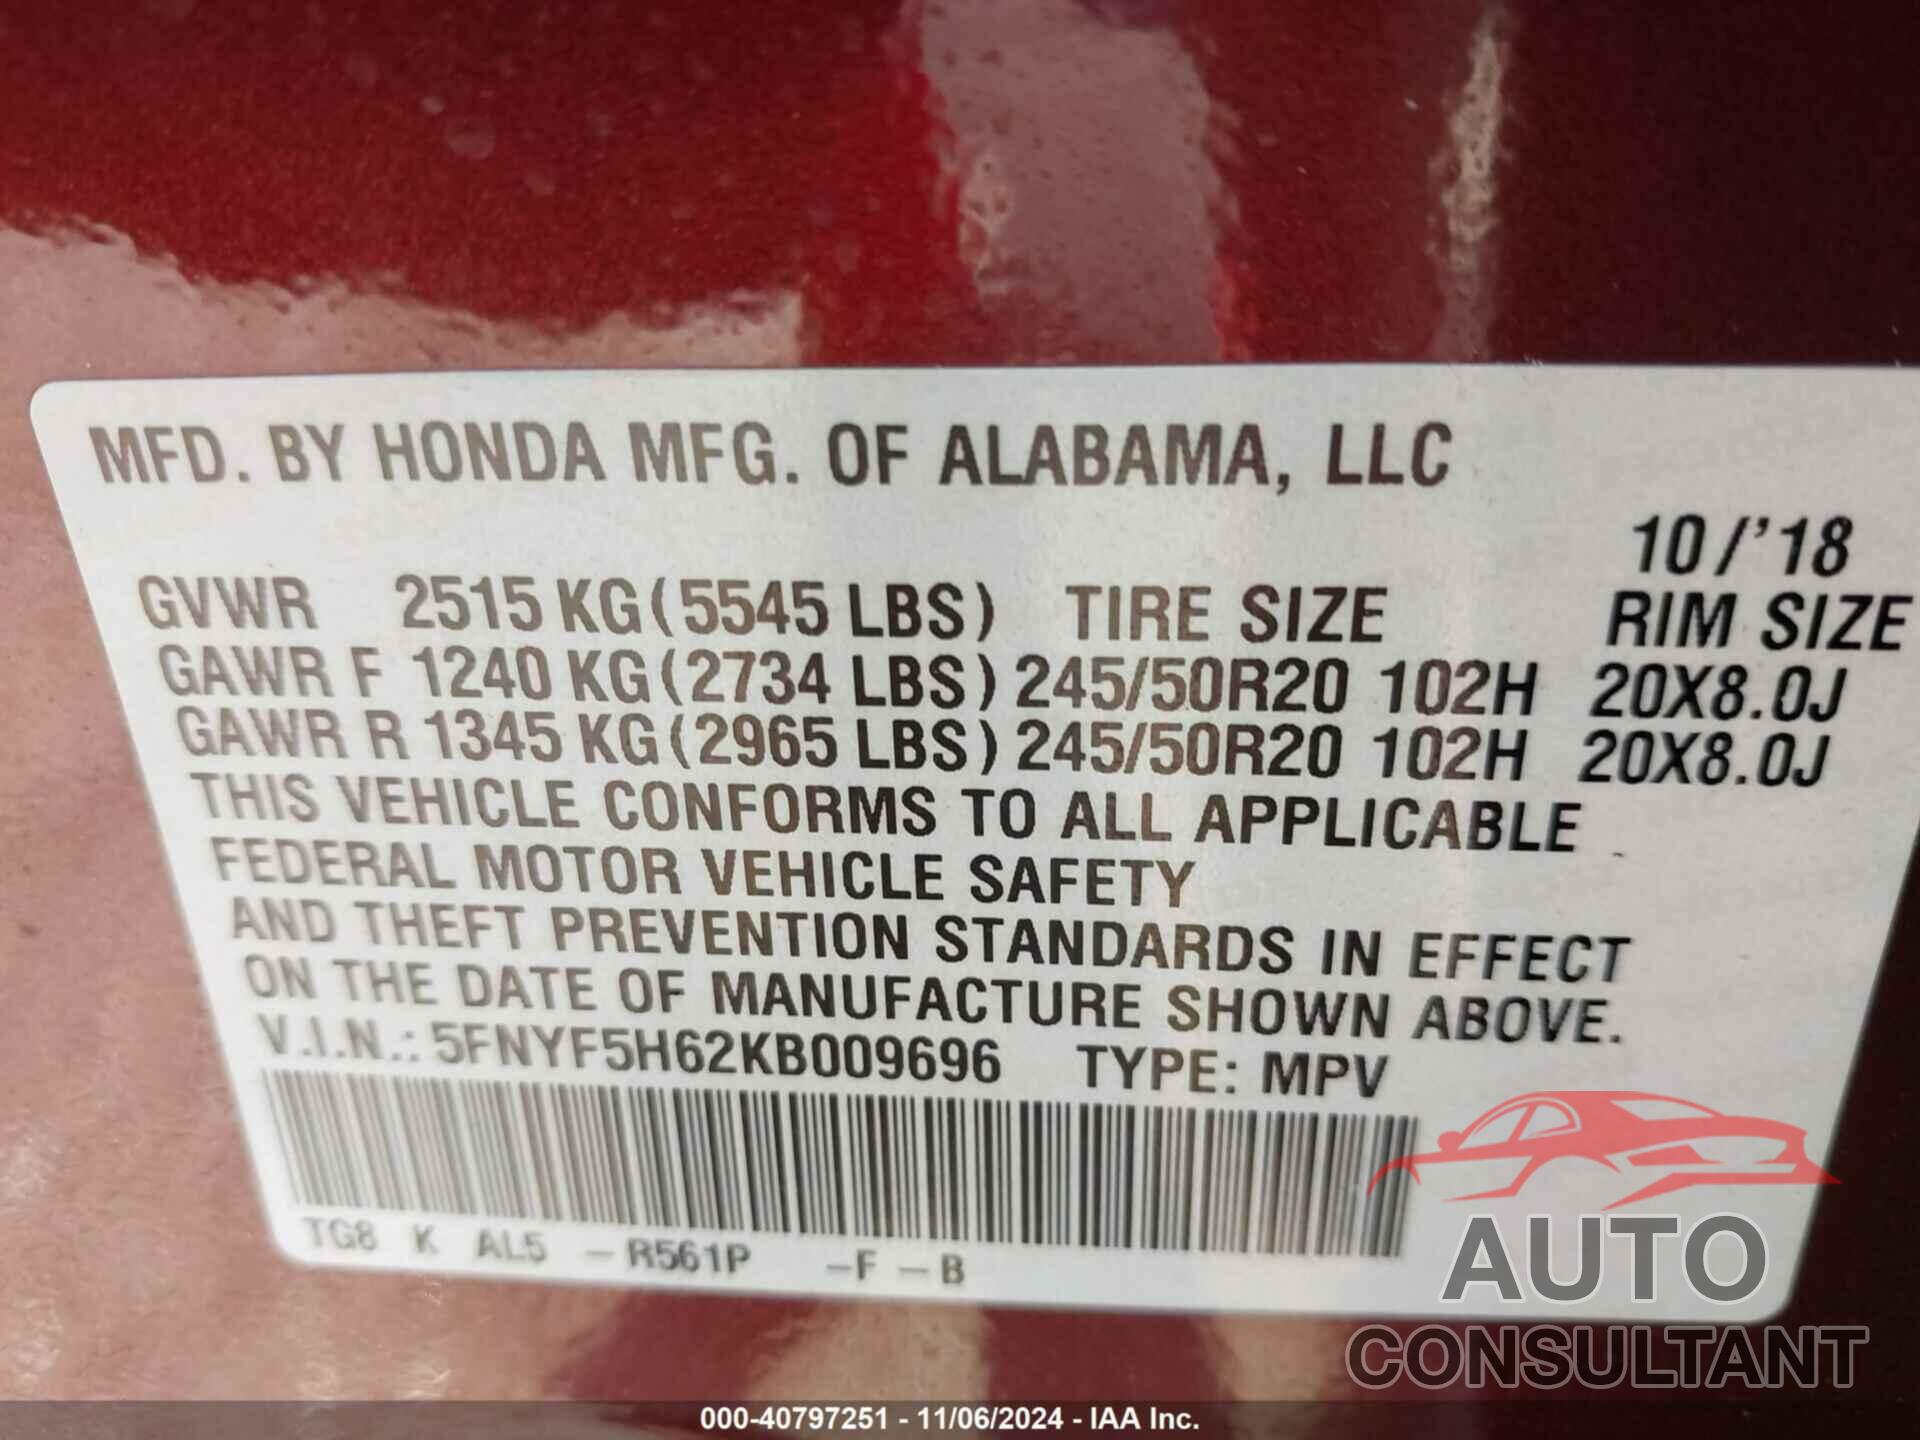 MFD. BY HONDA MFG. OF ALABAMA, LLC
10/'18
GVWR 2515 KG (5545 LBS) TIRE SIZE RIM SIZE
GAWR F 1240 KG (2734 LBS) 245/50R20 102H 20X8.0J
GAWR R 1345 KG (2965 LBS) 245/50R20 102H 20X8.0J
THIS VEHICLE CONFORMS TO ALL APPLICABLE
FEDERAL MOTOR VEHICLE SAFETY
AND THEFT PREVENTION STANDARDS IN EFFECT
ON THE DATE OF MANUFACTURE SHOWN ABOVE.
V.I.N.: 5FNYF5H62KB009696 TYPE: MPV
TG8 K AL5 – R561P – F – B
AUTO
CONSULTANT
000-40797251 - 11/06/2024 - IAA Inc.